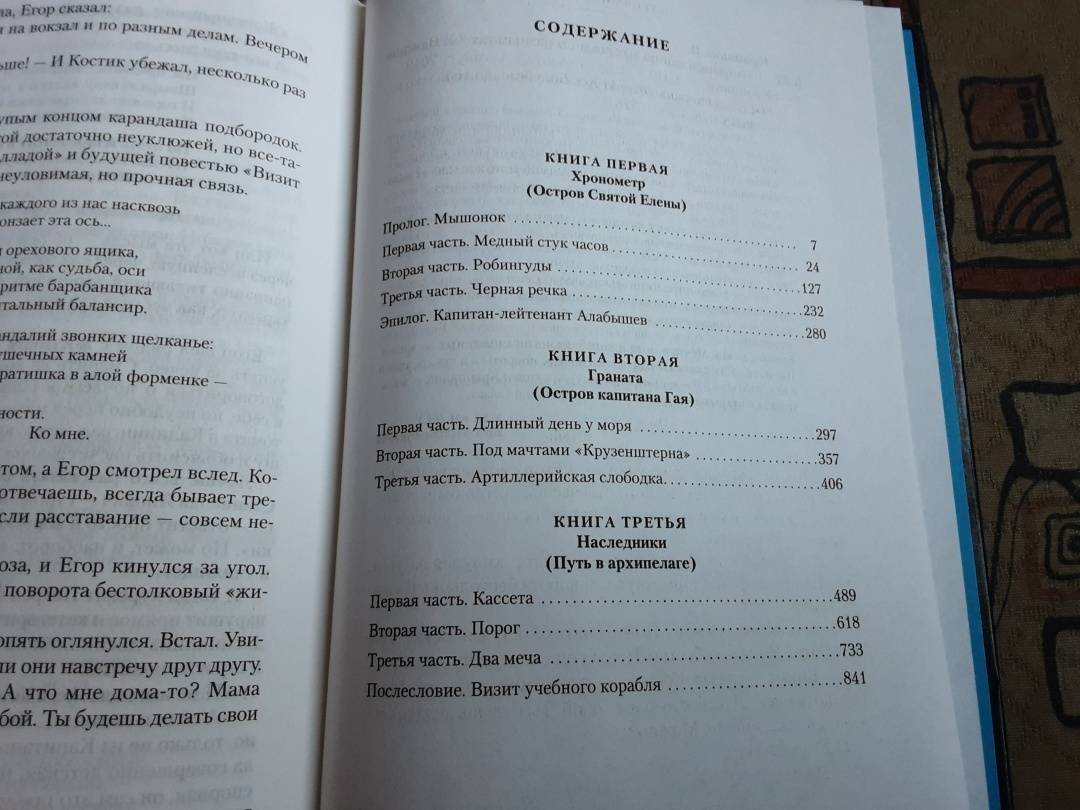 ла, Егор сказал:
на вокзал и по разным делам. Вечером
ьше! — И Костик убежал, несколько раз
упым концом карандаша подбородок.
ой достаточно неуклюжей, но все-та-
лладой» и будущей повестью «Визит
неуловимая, но прочная связь.
каждого из нас насквозь
онзает эта ось...
и орехового ящика,
ной, как судьба, оси
ритме барабанщика
нтальный балансир.
андалий звонких щелканье:
ушечных камней
ратишка в алой форменке —
ности.
Ко мне.
том, а Егор смотрел вслед. Ко-
отвечаешь, всегда бывает тре-
сли расставание — совсем не-
оза, и Егор кинулся за угол.
поворота бестолковый «жи-
опять оглянулся. Встал. Уви-
ли они навстречу друг другу.
А что мне дома-то? Мама
бой. Ты будешь делать свои
СОДЕРЖАНИЕ
КНИГА ПЕРВАЯ
Хронометр
(Остров Святой Елены)
Пролог. Мышонок 7
Первая часть. Медный стук часов 24
Вторая часть. Робингуды 127
Третья часть. Черная речка 232
Эпилог. Капитан-лейтенант Алабышев 280
КНИГА ВТОРАЯ
Граната
(Остров капитана Гая)
Первая часть. Длинный день у моря 297
Вторая часть. Под мачтами «Крузенштерна» 357
Третья часть. Артиллерийская слободка 406
КНИГА ТРЕТЬЯ
Наследники
(Путь в архипелаге)
Первая часть. Кассета 489
Вторая часть. Порог 618
Третья часть. Два меча 733
Послесловие. Визит учебного корабля 841